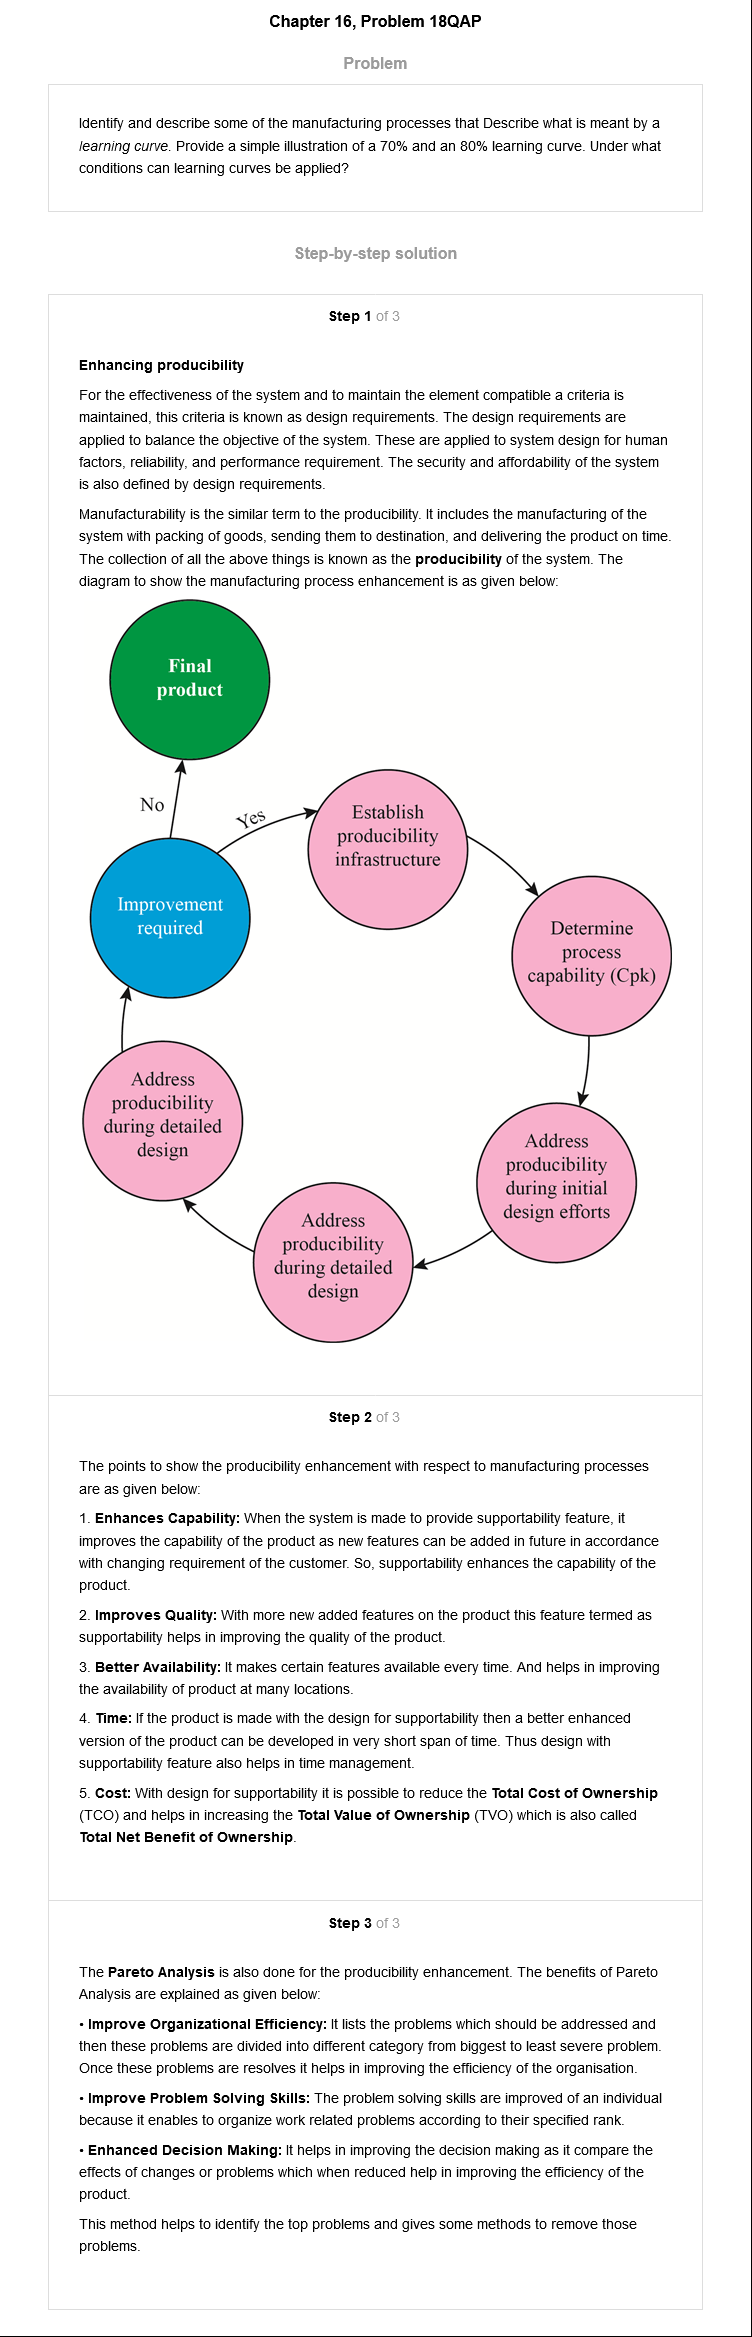 Chapter 16, Problem 18QAP
Problem
Identify and describe some of the manufacturing processes that Describe what is meant by a
learning curve. Provide a simple illustration of a 70% and an 80% learning curve. Under what
conditions can learning curves be applied?
Step-by-step solution
Step 1 of 3
Enhancing producibility
For the effectiveness of the system and to maintain the element compatible a criteria is
maintained, this criteria is known as design requirements. The design requirements are
applied to balance the objective of the system. These are applied to system design for human
factors, reliability, and performance requirement. The security and affordability of the system
is also defined by design requirements.
Manufacturability is the similar term to the producibility. It includes the manufacturing of the
system with packing of goods, sending them to destination, and delivering the product on time.
The collection of all the above things is known as the producibility of the system. The
diagram to show the manufacturing process enhancement is as given below:
Final
product
No
Yes
Establish
producibility
infrastructure
Improvement
required
Determine
process
capability (Cpk)
Address
producibility
during detailed
design
Address
producibility
during initial
design efforts
Address
producibility
during detailed
design
Step 2 of 3
The points to show the producibility enhancement with respect to manufacturing processes
are as given below:
1. Enhances Capability: When the system is made to provide supportability feature, it
improves the capability of the product as new features can be added in future in accordance
with changing requirement of the customer. So, supportability enhances the capability of the
product.
2. Improves Quality: With more new added features on the product this feature termed as
supportability helps in improving the quality of the product.
3. Better Availability: It makes certain features available every time. And helps in improving
the availability of product at many locations.
4. Time: If the product is made with the design for supportability then a better enhanced
version of the product can be developed in very short span of time. Thus design with
supportability feature also helps in time management.
5. Cost: With design for supportability it is possible to reduce the Total Cost of Ownership
(TCO) and helps in increasing the Total Value of Ownership (TVO) which is also called
Total Net Benefit of Ownership.
Step 3 of 3
The Pareto Analysis is also done for the producibility enhancement. The benefits of Pareto
Analysis are explained as given below:
• Improve Organizational Efficiency: It lists the problems which should be addressed and
then these problems are divided into different category from biggest to least severe problem.
Once these problems are resolves it helps in improving the efficiency of the organisation.
• Improve Problem Solving Skills: The problem solving skills are improved of an individual
because it enables to organize work related problems according to their specified rank.
• Enhanced Decision Making: It helps in improving the decision making as it compare the
effects of changes or problems which when reduced help in improving the efficiency of the
product.
This method helps to identify the top problems and gives some methods to remove those
problems.